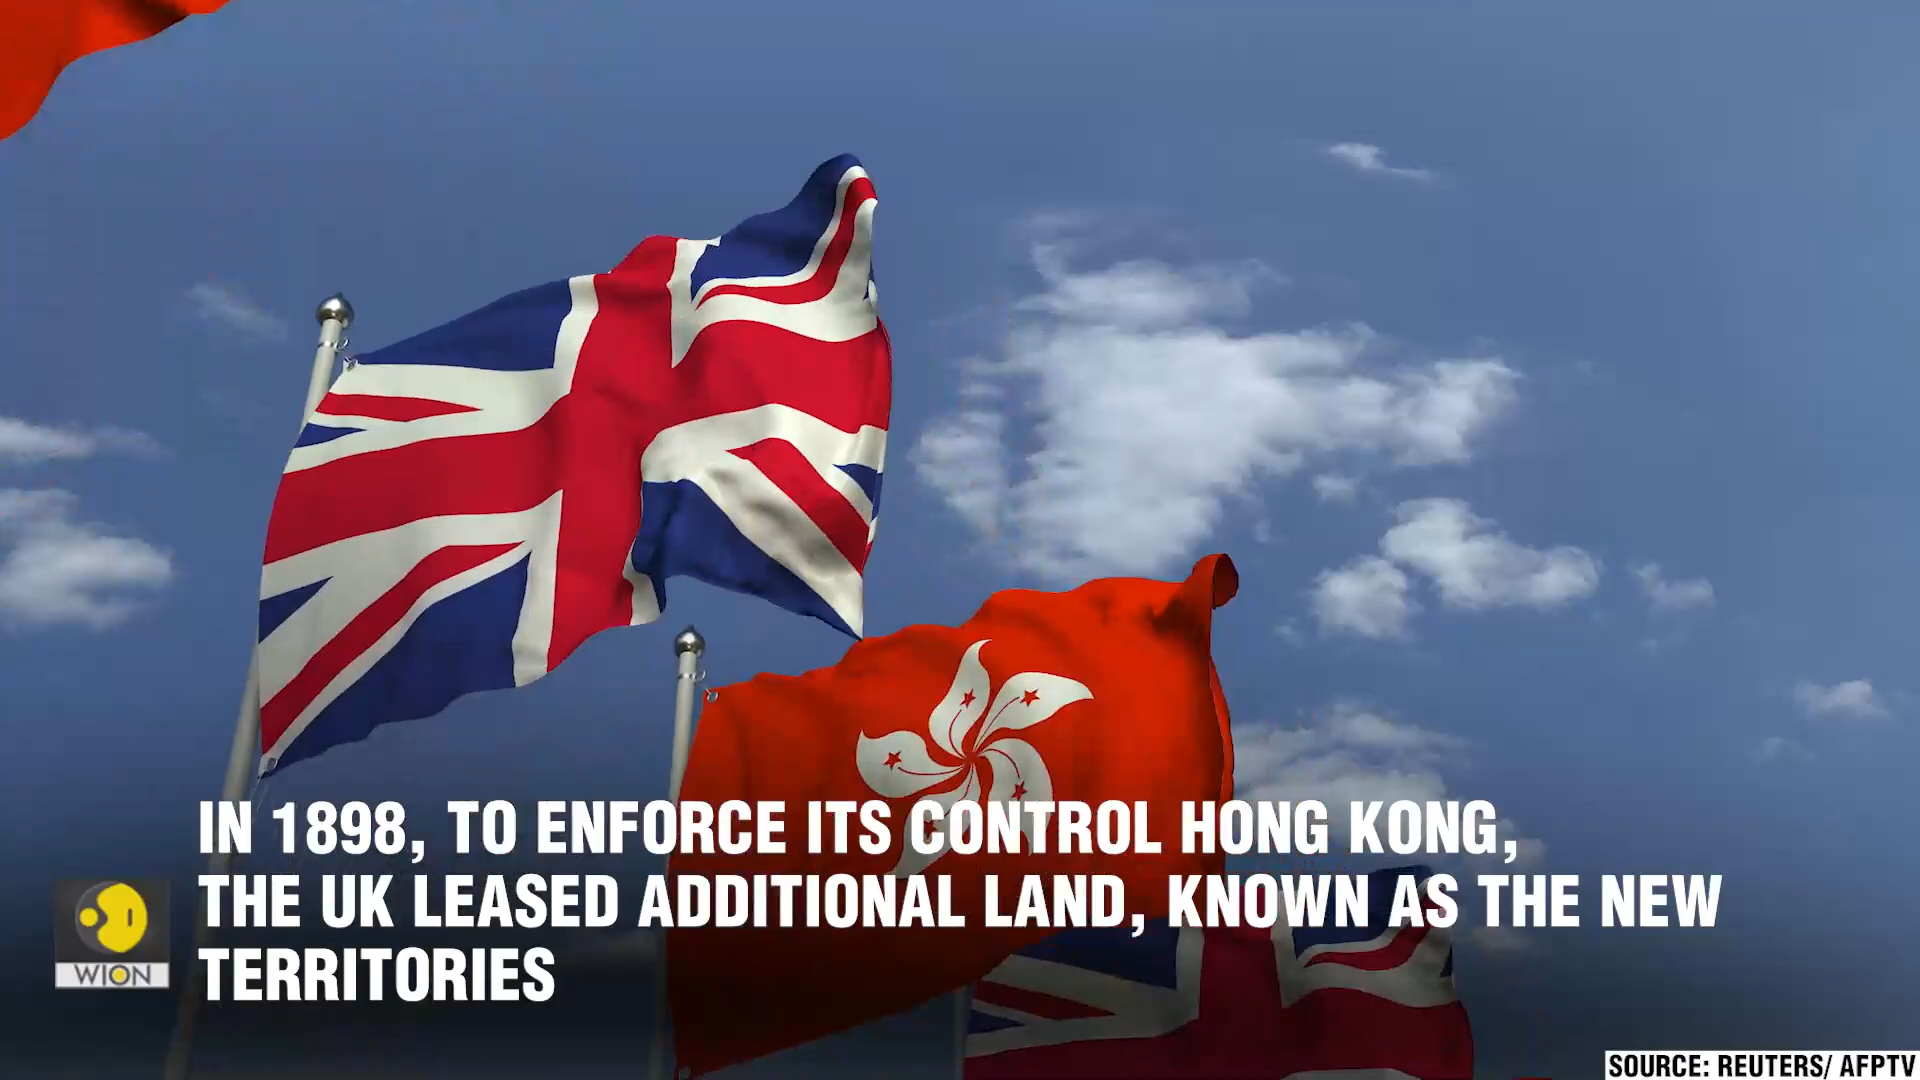 IN 1898, TO ENFORCE ITS CONTROL HONG KONG,
THE UK LEASED ADDITIONAL LAND, KNOWN AS THE NEW
TERRITORIES
WION
SOURCE: REUTERS/ AFPTV